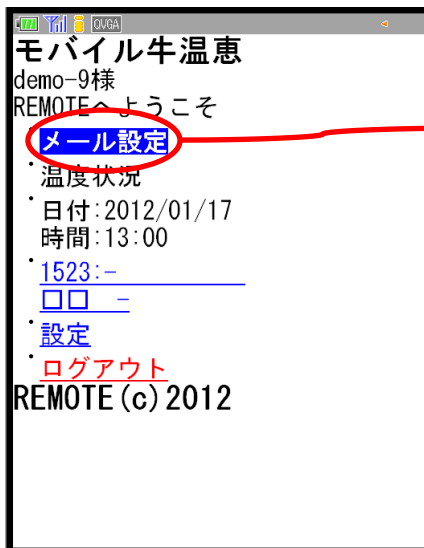 QVGA
モバイル牛温恵
demo-9様
REMOTEへようこそ
メール設定
温度状況
日付:2012/01/17
時間:13:00
1523:-
□□ -
設定
ログアウト
REMOTE(c)2012